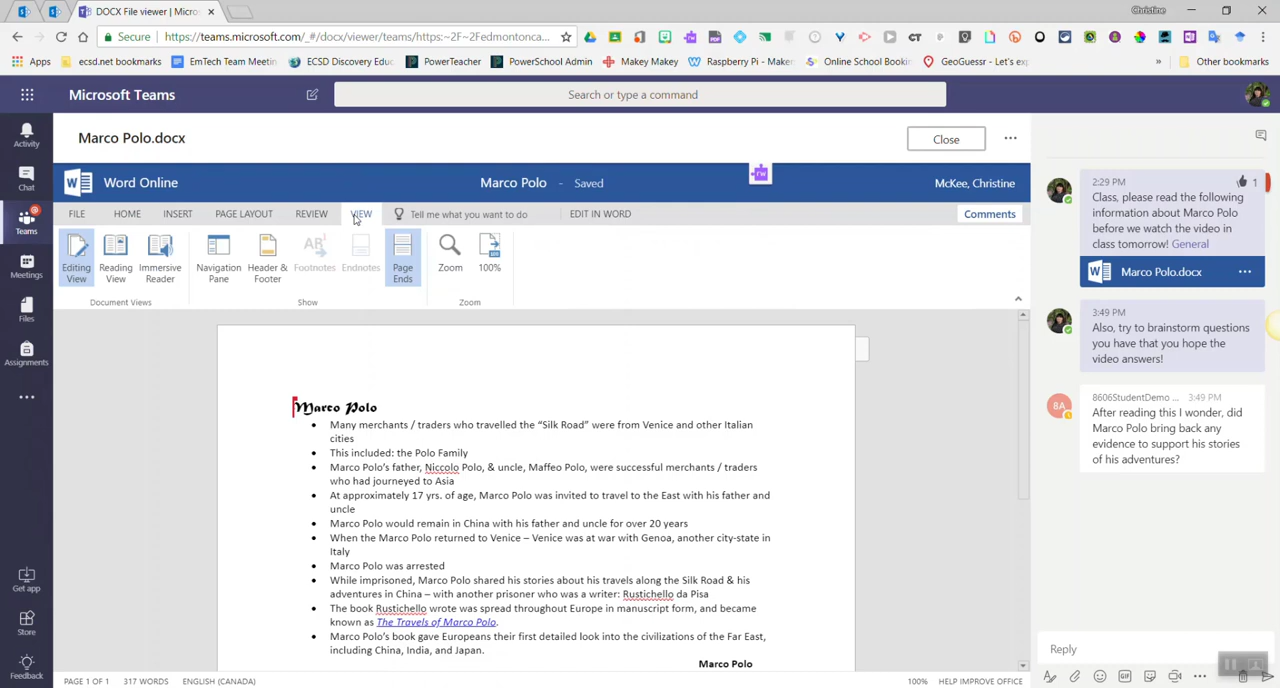 DOCX File viewer | Micros
Christine
Secure
https://teams.microsoft.com/_#/docx/viewer/teams/https:~2F~2Fedmontonca...
Apps
ecsd.net bookmarks
EmTech Team Meetin
ECSD Discovery Educ
PowerTeacher
PowerSchool Admin
Makey Makey
Raspberry Pi - Maker
Online School Bookin
GeoGuessr - Let's exp
»
Other bookmarks
Microsoft Teams
Search or type a command
Activity
Chat
Teams
Meetings
Files
Assignments
Get app
Store
Feedback
Marco Polo.docx
Close
Word Online
Marco Polo - Saved
McKee, Christine
FILE HOME INSERT PAGE LAYOUT REVIEW VIEW Tell me what you want to do EDIT IN WORD
Comments
Editing View
Reading View
Immersive Reader
Navigation Pane
Header & Footer
Footnotes
Endnotes
Page Ends
Zoom
100%
Document Views
Show
Zoom
Marco Polo
• Many merchants / traders who travelled the “Silk Road” were from Venice and other Italian
cities
• This included: the Polo Family
• Marco Polo’s father, Niccolo Polo, & uncle, Maffeo Polo, were successful merchants / traders
who had journeyed to Asia
• At approximately 17 yrs. of age, Marco Polo was invited to travel to the East with his father and
uncle
• Marco Polo would remain in China with his father and uncle for over 20 years
• When the Marco Polo returned to Venice – Venice was at war with Genoa, another city-state in
Italy
• Marco Polo was arrested
• While imprisoned, Marco Polo shared his stories about his travels along the Silk Road & his
adventures in China – with another prisoner who was a writer: Rustichello da Pisa
• The book Rustichello wrote was spread throughout Europe in manuscript form, and became
known as The Travels of Marco Polo.
• Marco Polo’s book gave Europeans their first detailed look into the civilizations of the Far East,
including China, India, and Japan.
Marco Polo
PAGE 1 OF 1
317 WORDS
ENGLISH (CANADA)
100%
HELP IMPROVE OFFICE
2:29 PM
1
Class, please read the following
information about Marco Polo
before we watch the video in
class tomorrow! General
Marco Polo.docx
3:49 PM
Also, try to brainstorm questions
you have that you hope the
video answers!
8A
8606StudentDemo ... 3:49 PM
After reading this I wonder, did
Marco Polo bring back any
evidence to support his stories
of his adventures?
Reply
GIF